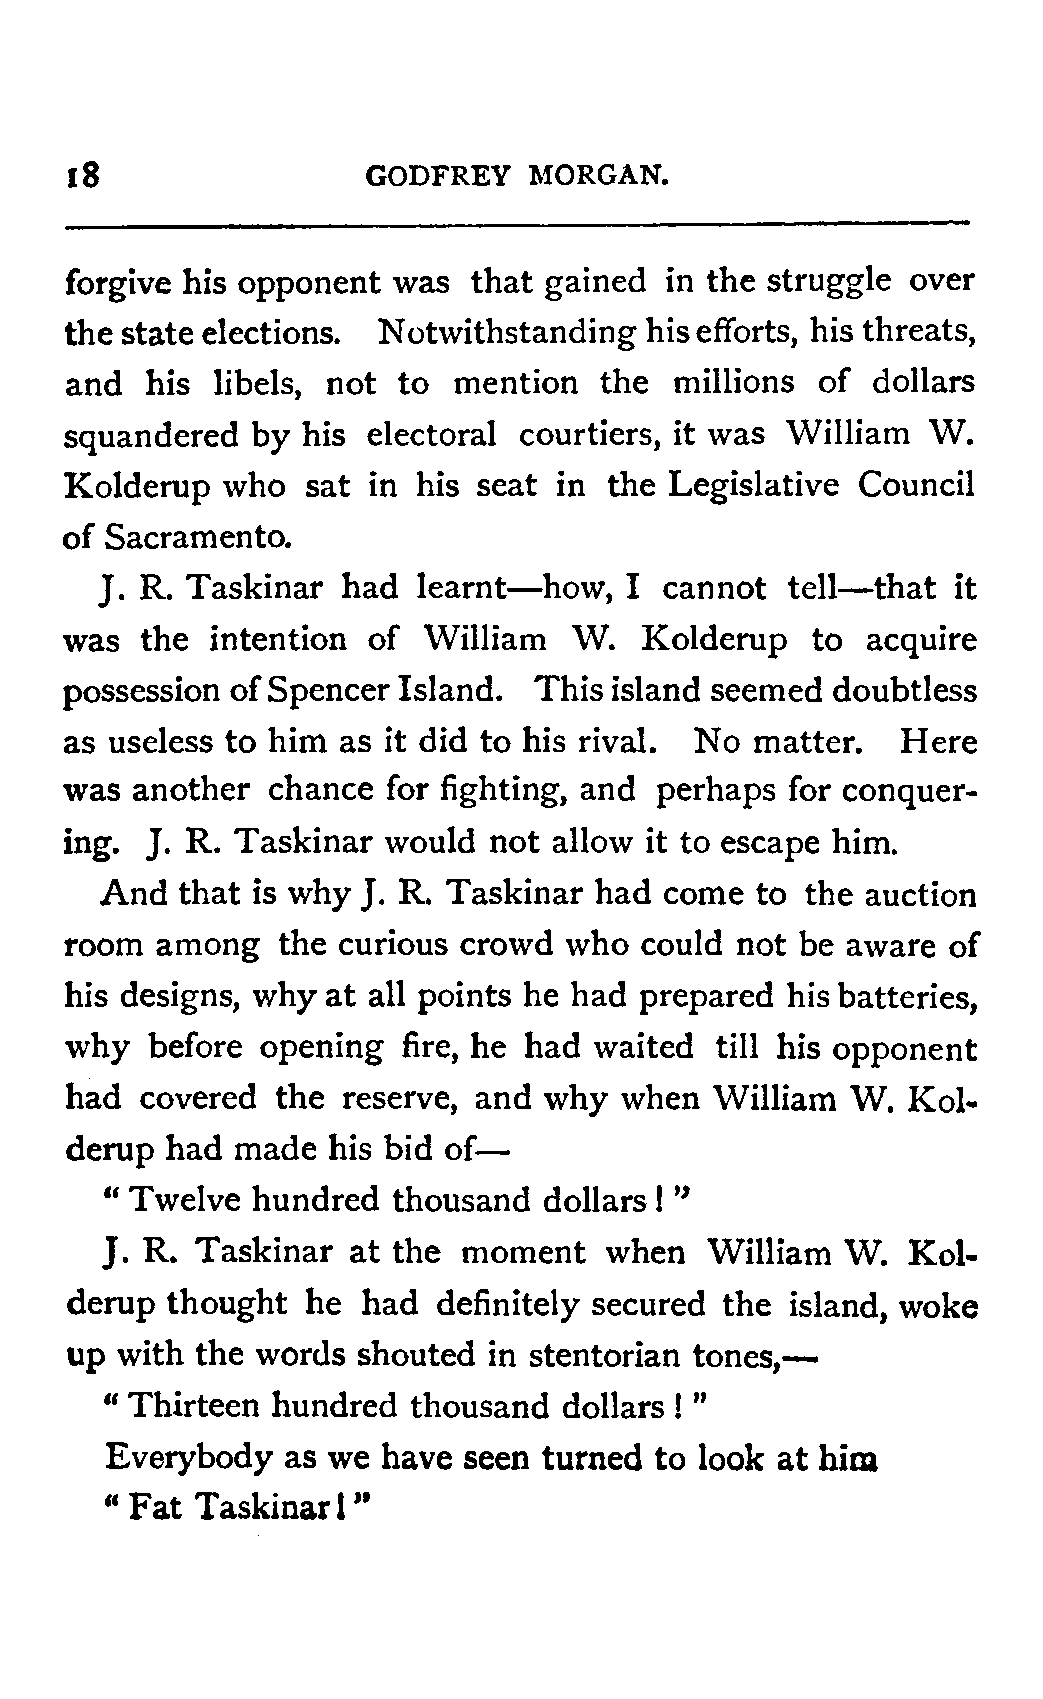 18 GODFREY MORGAN.
forgive his opponent was that gained in the struggle over
the state elections. Notwithstanding his efforts, his threats,
and his libels, not to mention the millions of dollars
squandered by his electoral courtiers, it was William W.
Kolderup who sat in his seat in the Legislative Council
of Sacramento.
J. R. Taskinar had learnt—how, I cannot tell—that it
was the intention of William W. Kolderup to acquire
possession of Spencer Island. This island seemed doubtless
as useless to him as it did to his rival. No matter. Here
was another chance for fighting, and perhaps for conquer-
ing. J. R. Taskinar would not allow it to escape him.
And that is why J. R. Taskinar had come to the auction
room among the curious crowd who could not be aware of
his designs, why at all points he had prepared his batteries,
why before opening fire, he had waited till his opponent
had covered the reserve, and why when William W. Kol-
derup had made his bid of—
“ Twelve hundred thousand dollars ! ”
J. R. Taskinar at the moment when William W. Kol-
derup thought he had definitely secured the island, woke
up with the words shouted in stentorian tones,—
“ Thirteen hundred thousand dollars ! ”
Everybody as we have seen turned to look at him
“ Fat Taskinar ! ”